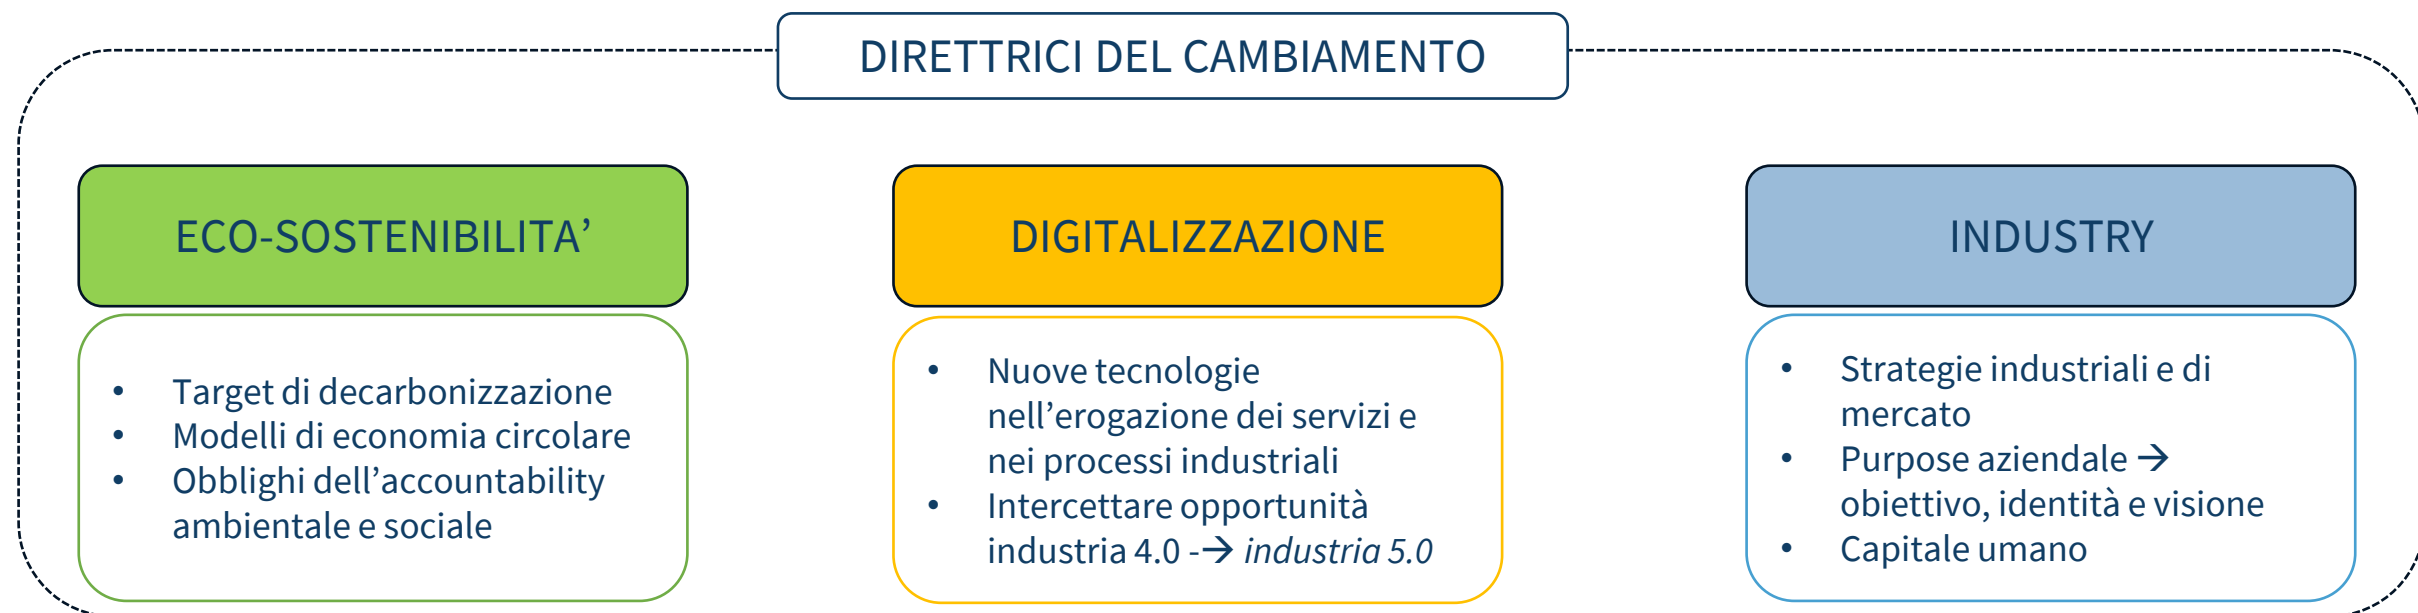 DIRETTRICI DEL CAMBIAMENTO
ECO-SOSTENIBILITA’
• Target di decarbonizzazione
• Modelli di economia circolare
• Obblighi dell’accountability
ambientale e sociale
DIGITALIZZAZIONE
• Nuove tecnologie
nell’erogazione dei servizi e
nei processi industriali
• Intercettare opportunità
industria 4.0 -→ industria 5.0
INDUSTRY
• Strategie industriali e di
mercato
• Purpose aziendale →
obiettivo, identità e visione
• Capitale umano